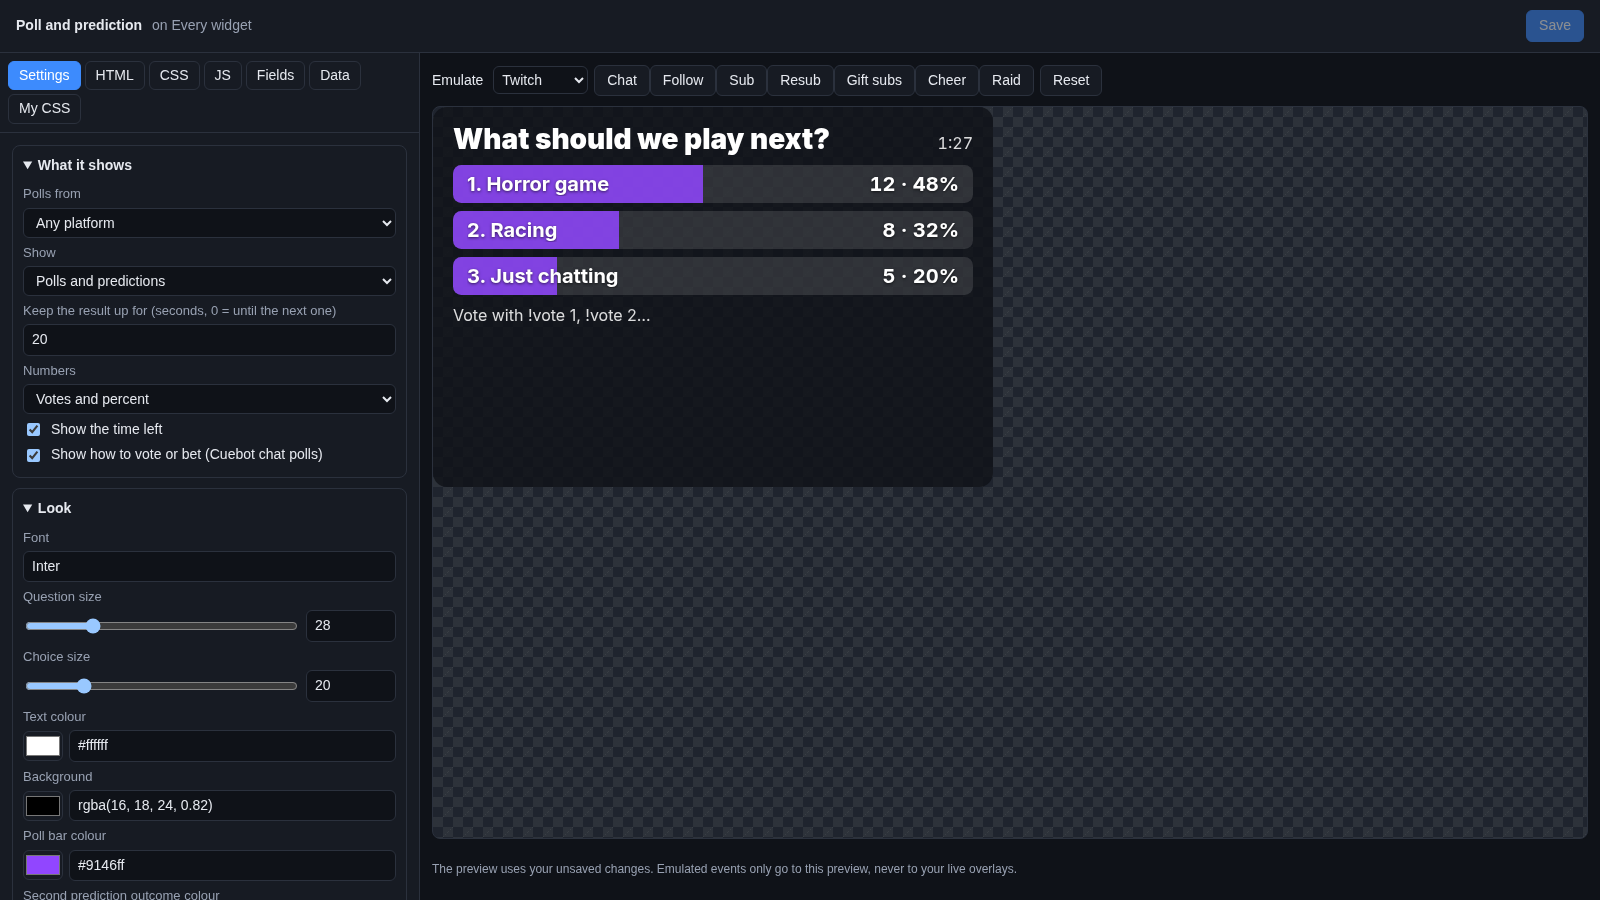 Poll and prediction on Every widget
Save
Settings HTML CSS JS Fields Data
My CSS
What it shows
Polls from
Any platform
Show
Polls and predictions
Keep the result up for (seconds, 0 = until the next one)
20
Numbers
Votes and percent
Show the time left
Show how to vote or bet (Cuebot chat polls)
Look
Font
Inter
Question size
28
Choice size
20
Text colour
#ffffff
Background
rgba(16, 18, 24, 0.82)
Poll bar colour
#9146ff
Second prediction outcome colour
Emulate Twitch Chat Follow Sub Resub Gift subs Cheer Raid Reset
What should we play next? 1:27
1. Horror game 12 · 48%
2. Racing 8 · 32%
3. Just chatting 5 · 20%
Vote with !vote 1, !vote 2...
The preview uses your unsaved changes. Emulated events only go to this preview, never to your live overlays.